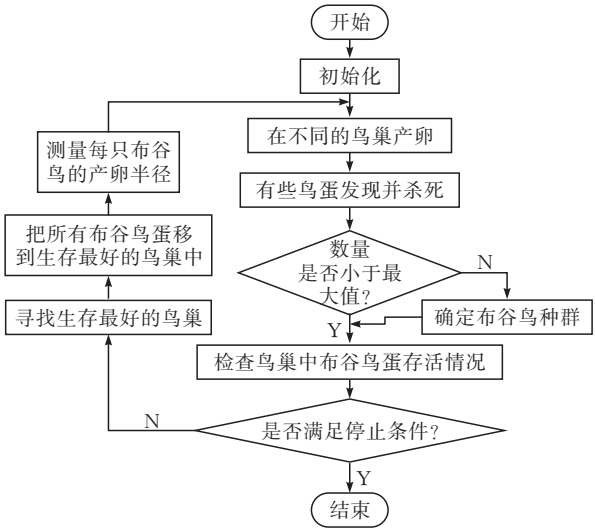 开始
初始化
在不同的鸟巢产卵
有些鸟蛋发现并杀死
数量
是否小于最
大值?
N
确定布谷鸟种群
Y
检查鸟巢中布谷鸟蛋存活情况
是否满足停止条件?
N
寻找生存最好的鸟巢
把所有布谷鸟蛋移
到生存最好的鸟巢中
测量每只布谷
鸟的产卵半径
Y
结束